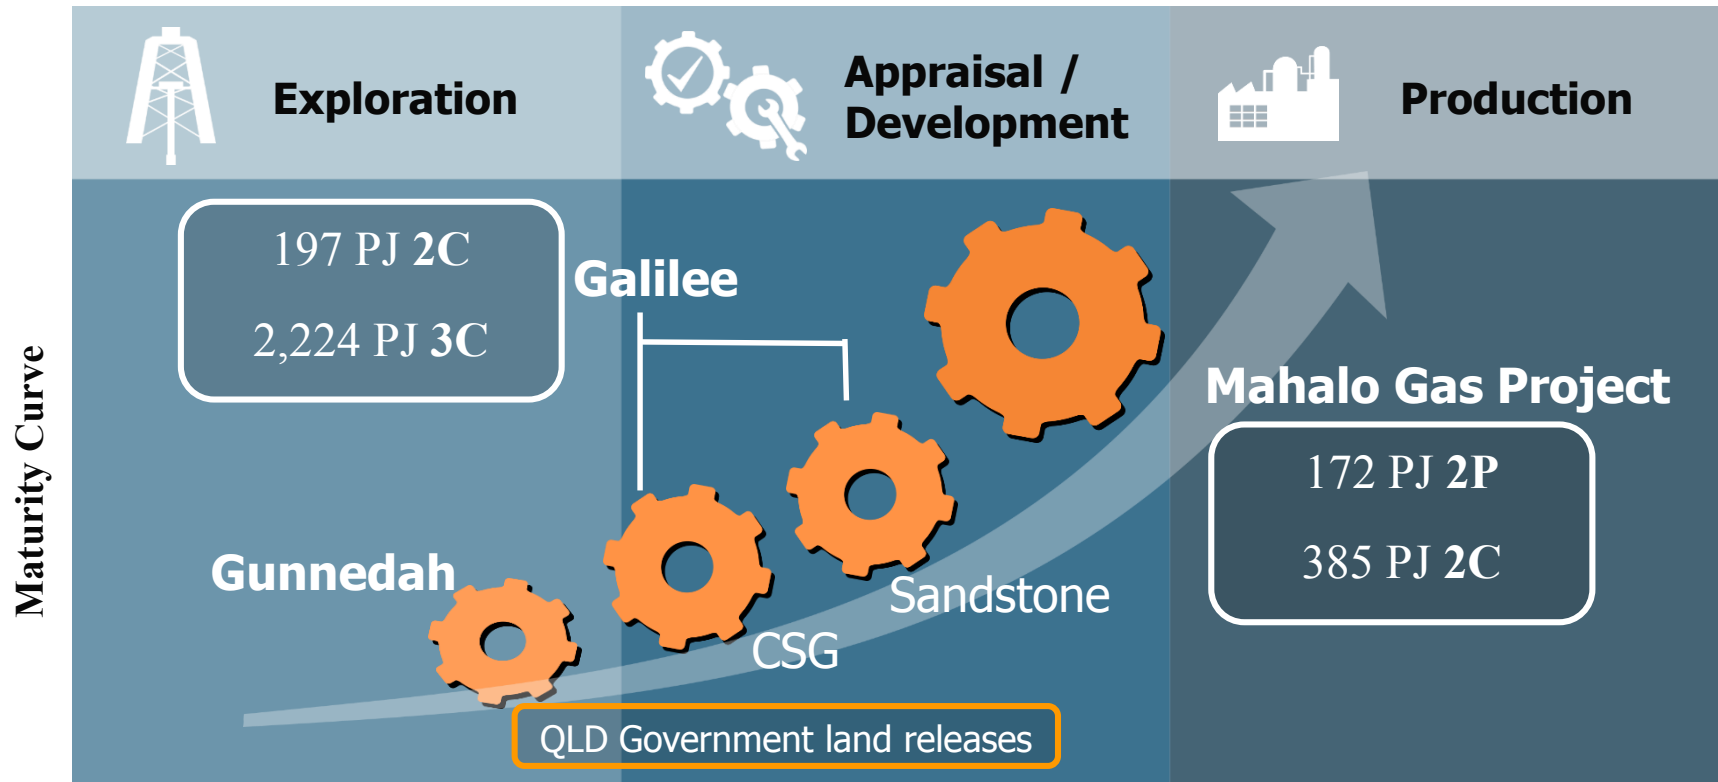 Exploration
Appraisal /
Development
Production
Maturity Curve
197 PJ 2C
2,224 PJ 3C
Galilee
Mahalo Gas Project
172 PJ 2P
385 PJ 2C
Gunnedah
Sandstone
CSG
QLD Government land releases